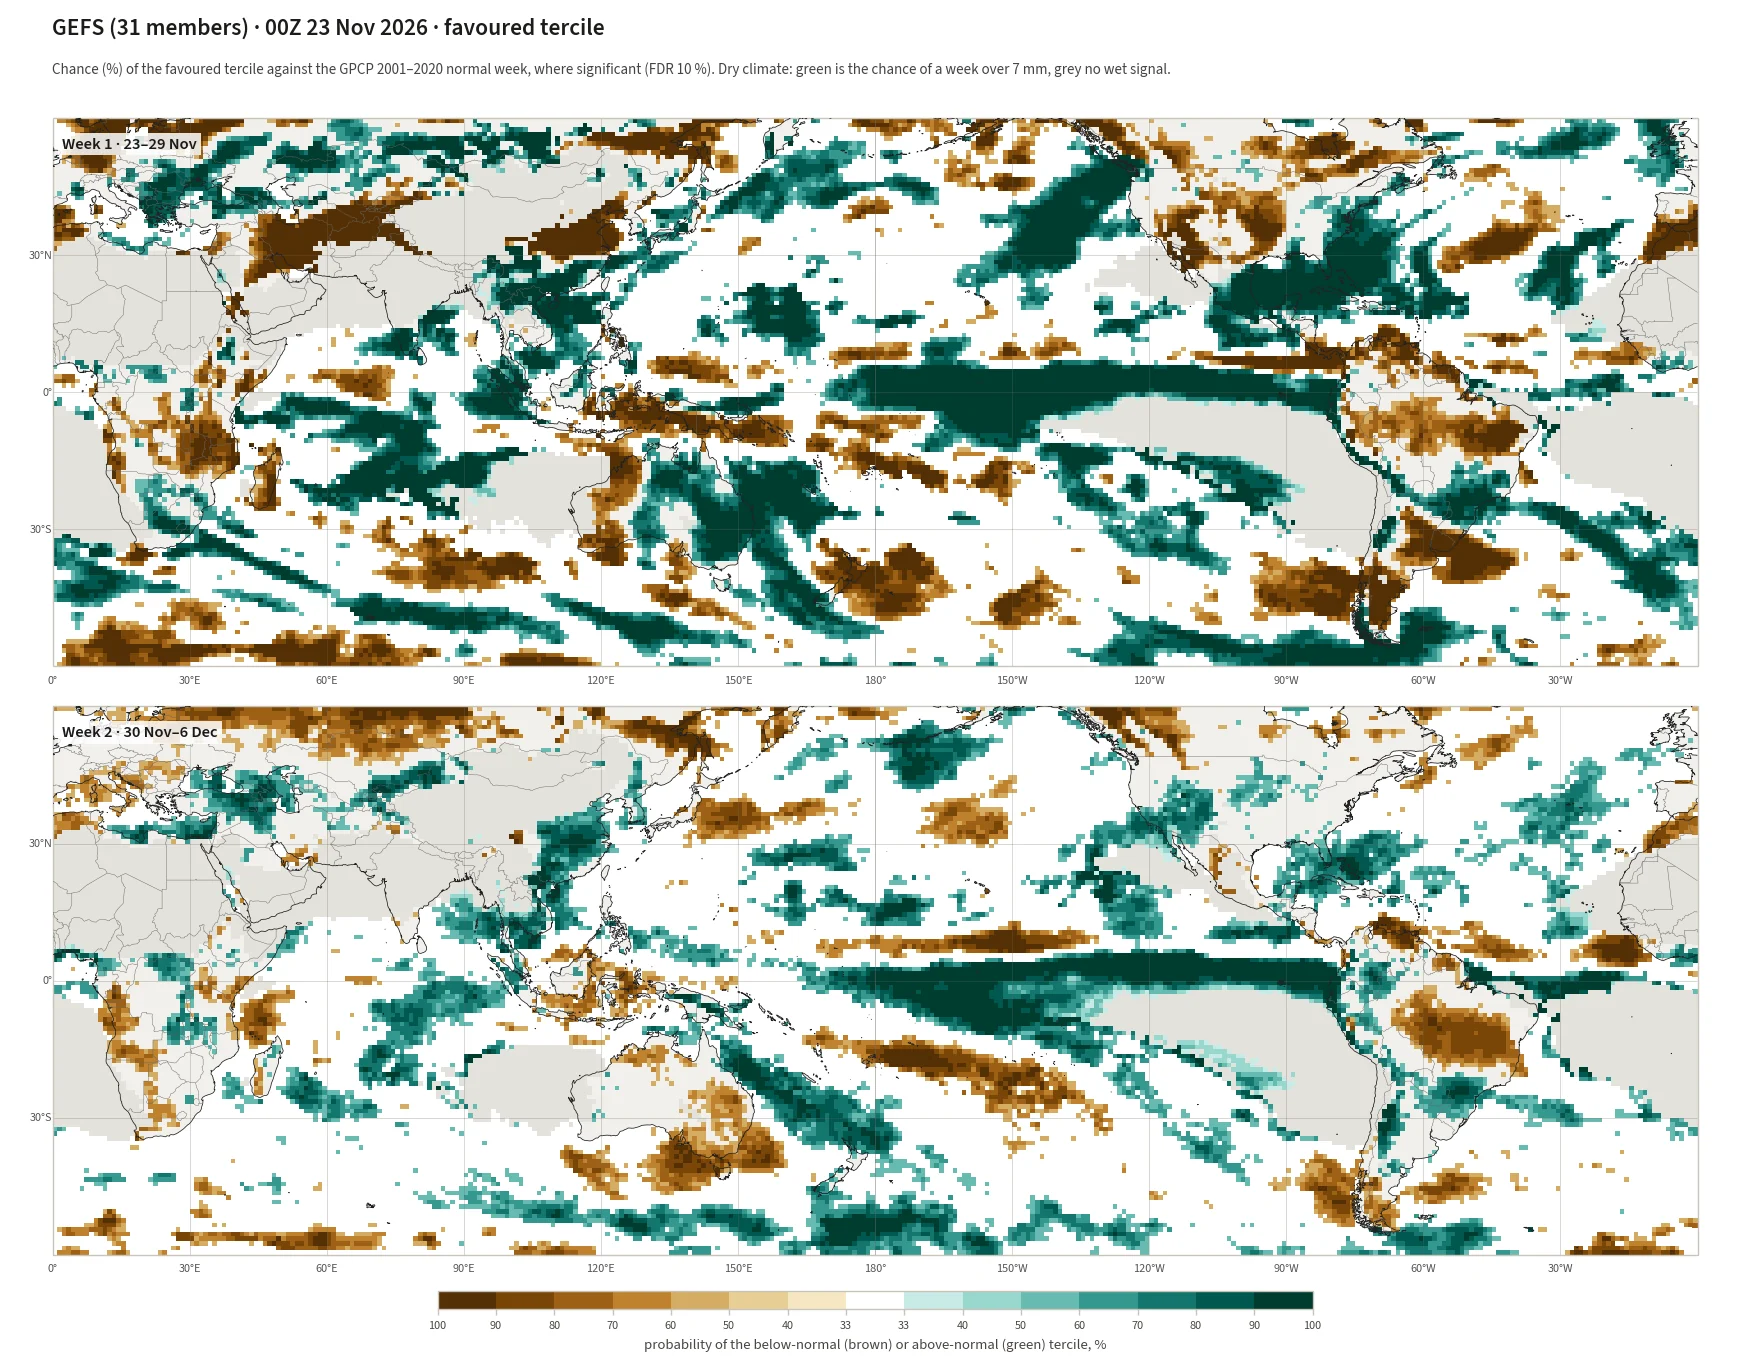 GEFS (31 members) · 00Z 23 Nov 2026 · favoured tercile
Chance (%) of the favoured tercile against the GPCP 2001–2020 normal week, where significant (FDR 10 %). Dry climate: green is the chance of a week over 7 mm, grey no wet signal.
Week 1 · 23–29 Nov
30°N
0°
30°S
0° 30°E 60°E 90°E 120°E 150°E 180° 150°W 120°W 90°W 60°W 30°W
Week 2 · 30 Nov–6 Dec
30°N
0°
30°S
0° 30°E 60°E 90°E 120°E 150°E 180° 150°W 120°W 90°W 60°W 30°W
100 90 80 70 60 50 40 33 33 40 50 60 70 80 90 100
probability of the below-normal (brown) or above-normal (green) tercile, %